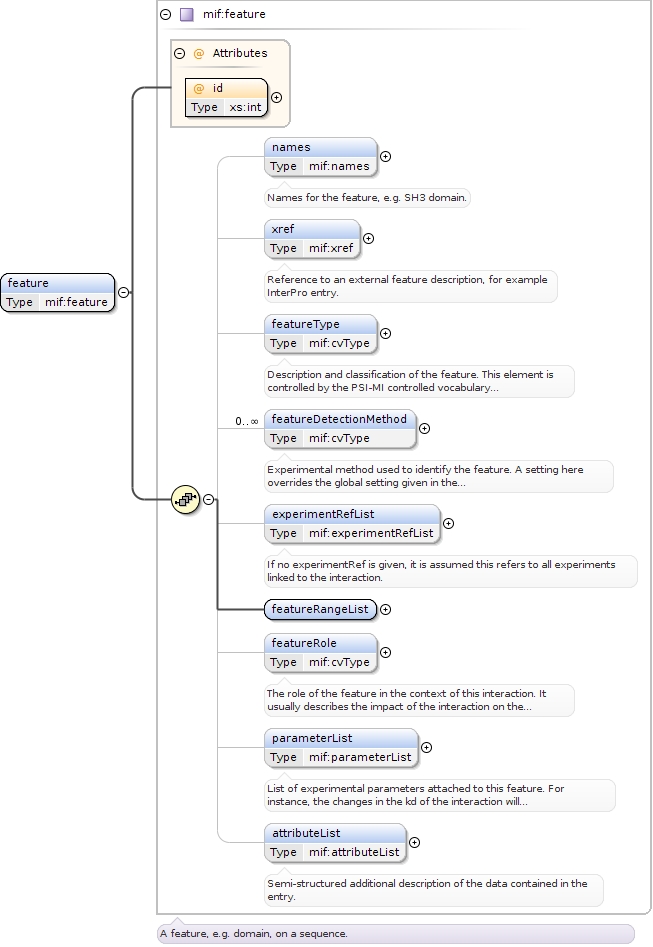 mif:feature
@ Attributes
@ id
Type xs:int
names
Type mif:names
Names for the feature, e.g. SH3 domain.
xref
Type mif:xref
Reference to an external feature description, for example
InterPro entry.
feature
Type mif:feature
featureType
Type mif:cvType
Description and classification of the feature. This element is
controlled by the PSI-MI controlled vocabulary...
0..∞
featureDetectionMethod
Type mif:cvType
Experimental method used to identify the feature. A setting here
overrides the global setting given in the...
experimentRefList
Type mif:experimentRefList
If no experimentRef is given, it is assumed this refers to all experiments
linked to the interaction.
featureRangeList
featureRole
Type mif:cvType
The role of the feature in the context of this interaction. It
usually describes the impact of the interaction on the...
parameterList
Type mif:parameterList
List of experimental parameters attached to this feature. For
instance, the changes in the kd of the interaction will...
attributeList
Type mif:attributeList
Semi-structured additional description of the data contained in the
entry.
A feature, e.g. domain, on a sequence.